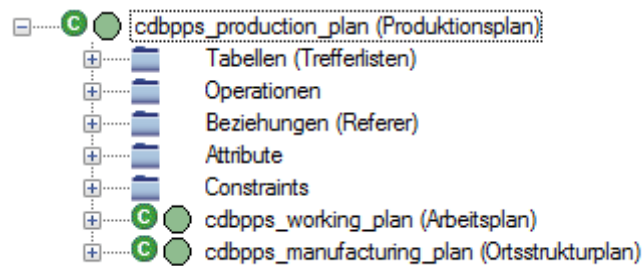 C cdbpps_production_plan (Produktionsplan)
Tabellen (Trefferlisten)
Operationen
Beziehungen (Referer)
Attribute
Constraints
C cdbpps_working_plan (Arbeitsplan)
C cdbpps_manufacturing_plan (Ortsstrukturplan)